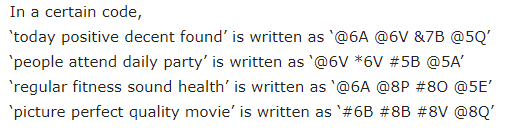 In a certain code,
‘today positive decent found’ is written as ‘@6A @6V &7B @5Q’
‘people attend daily party’ is written as ‘@6V *6V #5B @5A’
‘regular fitness sound health’ is written as ‘@6A @8P #8O @5E’
‘picture perfect quality movie’ is written as ‘#6B #8B #8V @8Q’